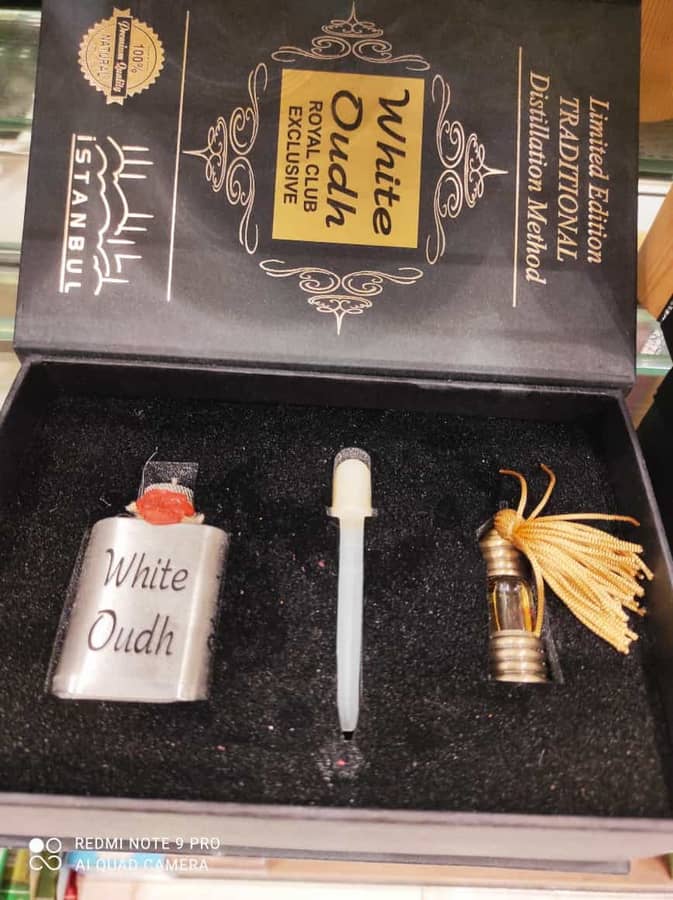 100%
NATURAL
Premium Quality
iSTANBUL
White
Oudh
ROYAL CLUB
EXCLUSIVE
Limited Edition
TRADITIONAL
Distillation Method
White
Oudh
REDMI NOTE 9 PRO
AI QUAD CAMERA